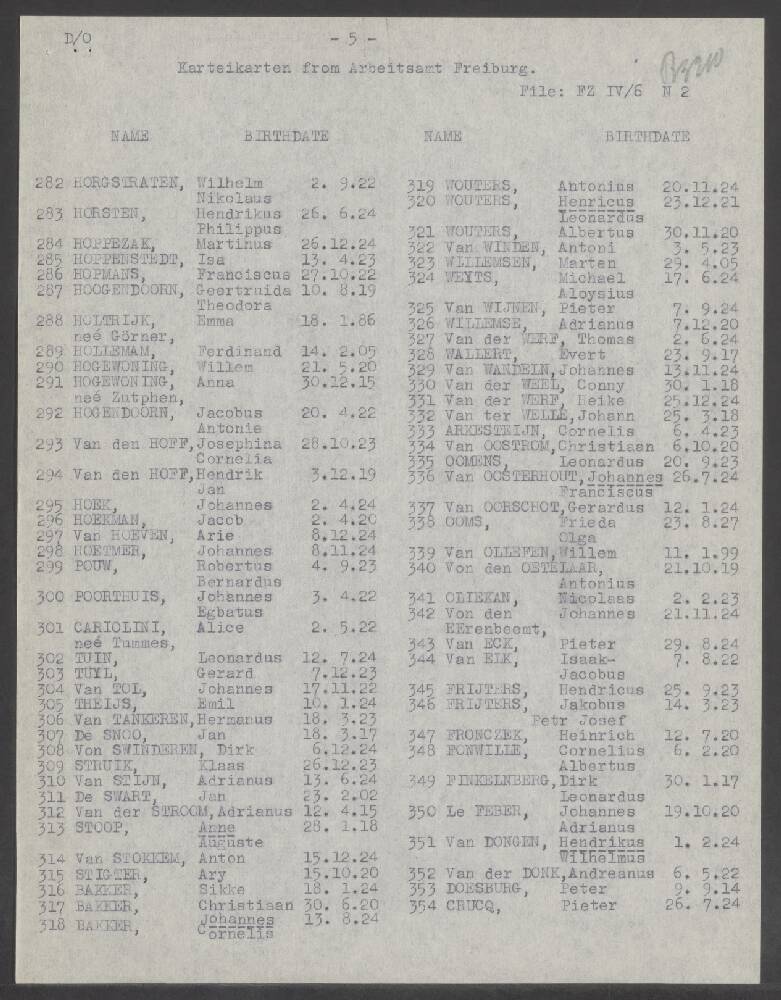 D/O
- 5 -
Karteikarten from Arbeitsamt Freiburg.
File: FZ IV/6 N 2
NAME BIRTHDATE
282 HORGSTRATEN, Wilhelm 2. 9.22
Nikolaus
283 HORSTEN, Hendrikus 26. 6.24
Philippus
284 HOPPEZAK, Martinus 26.12.24
285 HOPPENSTEDT, Isa 13. 4.23
286 HOPMANS, Franciscus 27.10.22
287 HOOGENDOORN, Geertruida 10. 8.19
Theodora
288 HOLTRIJK, Emma 18. 1.86
neé Görner,
289 HOLLEMAM, Ferdinand 14. 2.05
290 HOGEWONING, Willem 21. 5.20
291 HOGEWONING, Anna 30.12.15
neé Zutphen,
292 HOGENDOORN, Jacobus 20. 4.22
Antonie
293 Van den HOFF, Josephina 28.10.23
Cornelia
294 Van den HOFF, Hendrik 3.12.19
Jan
295 HOEK, Johannes 2. 4.24
296 HOEKMAN, Jacob 2. 4.20
297 Van HOEVEN, Arie 8.12.24
298 HOETMER, Johannes 8.11.24
299 POUW, Robertus 4. 9.23
Bernardus
300 POORTHUIS, Johannes 3. 4.22
Egbatus
301 CARIOLINI, Alice 2. 5.22
neé Tummes,
302 TUIN, Leonardus 12. 7.24
303 TUYL, Gerard 7.12.23
304 Van TOL, Johannes 17.11.22
305 THEIJS, Emil 10. 1.24
306 Van TANKEREN, Hermanus 18. 3.23
307 De SNOO, Jan 18. 3.17
308 Von SWINDEREN, Dirk 6.12.24
309 STRUIK, Klaas 26.12.23
310 Van STIJN, Adrianus 13. 6.24
311 De SWART, Jan 23. 2.02
312 Van der STROOM, Adrianus 12. 4.15
313 STOOP, Anne 28. 1.18
Auguste
314 Van STOKKEM, Anton 15.12.24
315 STIGTER, Ary 15.10.20
316 BAKKER, Sikke 18. 1.24
317 BAKKER, Christiaan 30. 6.20
318 BAKKER, Johannes 13. 8.24
Cornelis
NAME BIRTHDATE
319 WOUTERS, Antonius 20.11.24
320 WOUTERS, Henricus 23.12.21
Leonardus
321 WOUTERS, Albertus 30.11.20
322 Van WINDEN, Antoni 3. 5.23
323 WILLEMSEN, Marten 29. 4.05
324 WEYTS, Michael 17. 6.24
Aloysius
325 Van WIJNEN, Pieter 7. 9.24
326 WILLEMSE, Adrianus 7.12.20
327 Van der WERF, Thomas 2. 6.24
328 WALLERT, Evert 23. 9.17
329 Van WANDELN, Johannes 13.11.24
330 Van der WEEL, Conny 30. 1.18
331 Van der WERF, Heike 25.12.24
332 Van ter WELLE, Johann 25. 3.18
333 ARKESTEIJN, Cornelis 6. 4.23
334 Van OOSTROM, Christiaan 6.10.20
335 OOMENS, Leonardus 20. 9.23
336 Van OOSTERHOUT, Johannes 26.7.24
Franciscus
337 Van OORSCHOT, Gerardus 12. 1.24
338 OOMS, Frieda 23. 8.27
Olga
339 Van OLLEFEN, Willem 11. 1.99
340 Von den OETELAAR, 21.10.19
Antonius
341 OLIEKAN, Nicolaas 2. 2.23
342 Von den Johannes 21.11.24
EErenbeemt,
343 Van ECK, Pieter 29. 8.24
344 Van EIK, Isaak- 7. 8.22
Jacobus
345 FRIJTERS, Hendricus 25. 9.23
346 FRIJTERS, Jakobus 14. 3.23
Petr Josef
347 FRONCZEK, Heinrich 12. 7.20
348 FONWILLE, Cornelius 6. 2.20
Albertus
349 FINKELNBERG, Dirk 30. 1.17
Leonardus
350 Le FEBER, Johannes 19.10.20
Adrianus
351 Van DONGEN, Hendrikus 1. 2.24
Wilhelmus
352 Van der DONK, Andreanus 6. 5.22
353 DOESBURG, Peter 9. 9.14
354 CRUCQ, Pieter 26. 7.24